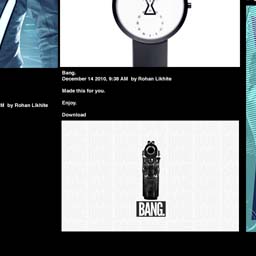 Bang.
December 14 2010, 9:38 AM by Rohan Likhite
Made this for you.
M by Rohan Likhite
Enjoy.
Download
BANG.